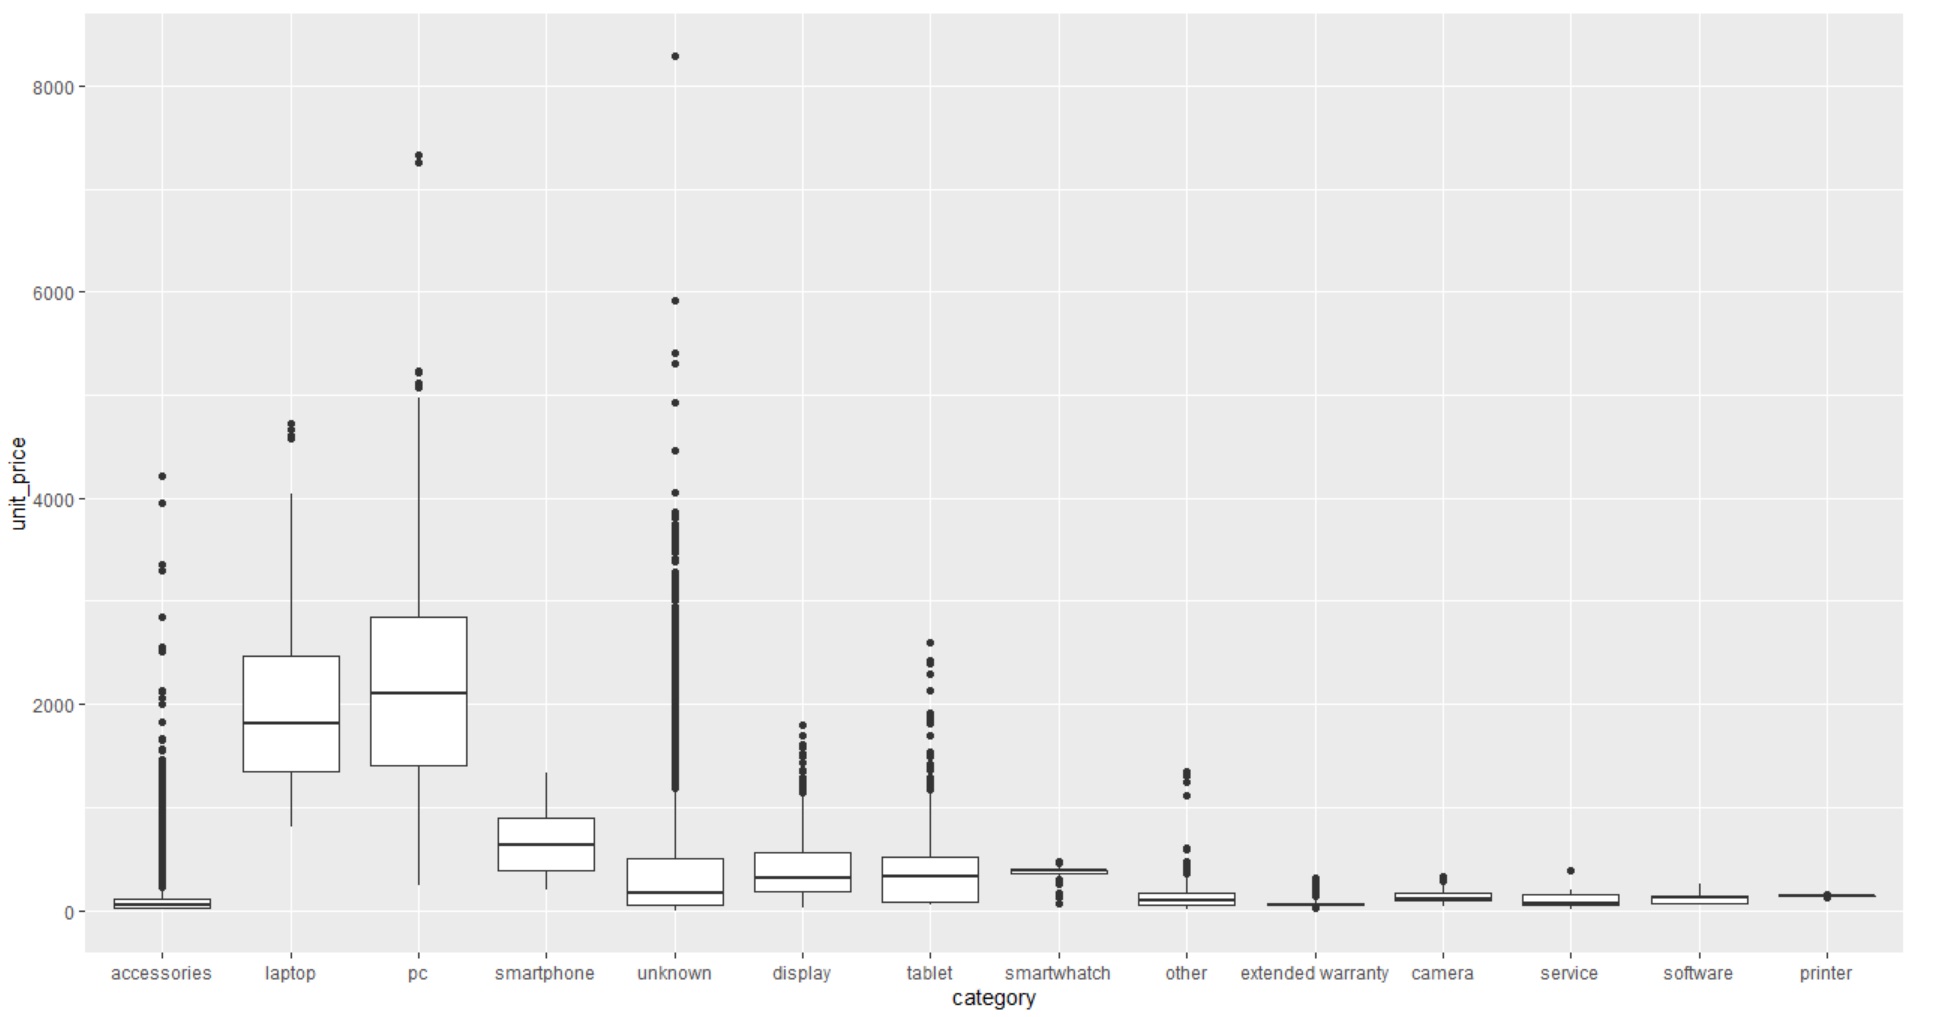 8000
6000
4000
2000
0
unit_price
accessories laptop pc smartphone unknown display tablet smartwhatch other extended warranty camera service software printer
category